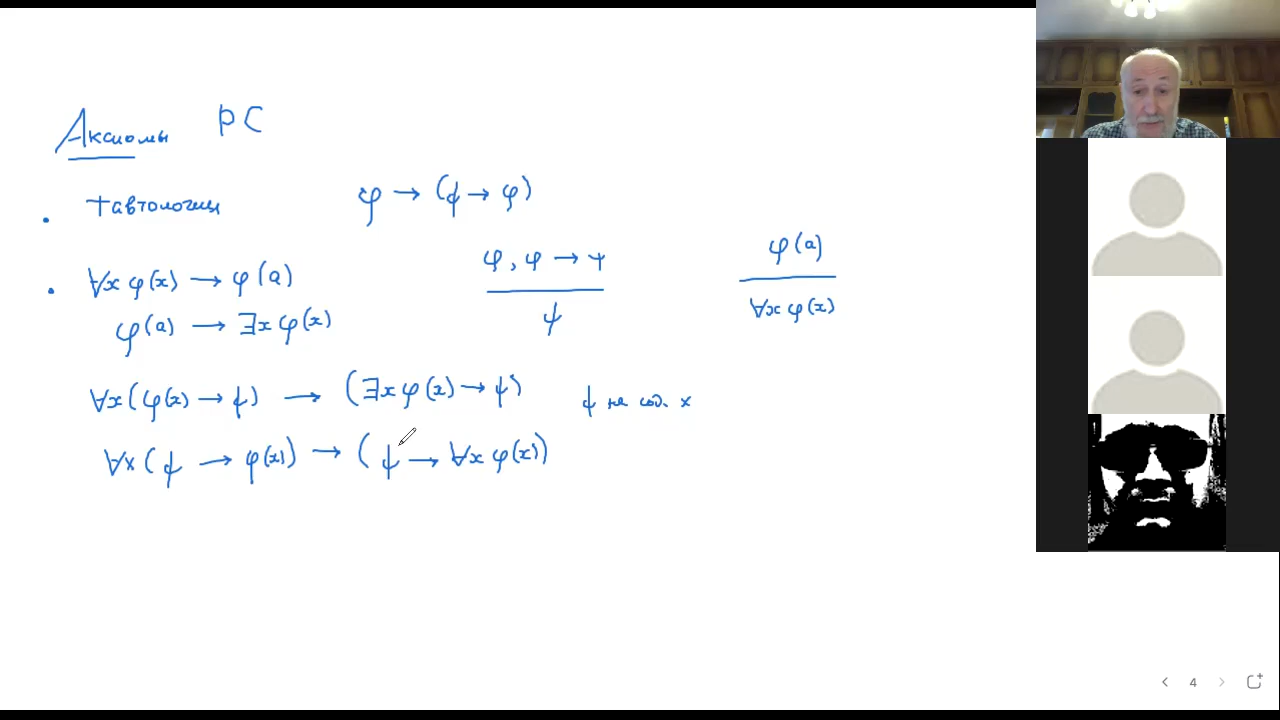 Аксиомы PC
тавтологии φ → (ψ → φ)
∀x φ(x) → φ(a)
φ(a) → ∃x φ(x)
φ, φ → ψ
ψ
φ(a)
∀x φ(x)
∀x(φ(x) → ψ) → (∃x φ(x) → ψ) ψ не сод. x
∀x(ψ → φ(x)) → (ψ → ∀x φ(x))
4